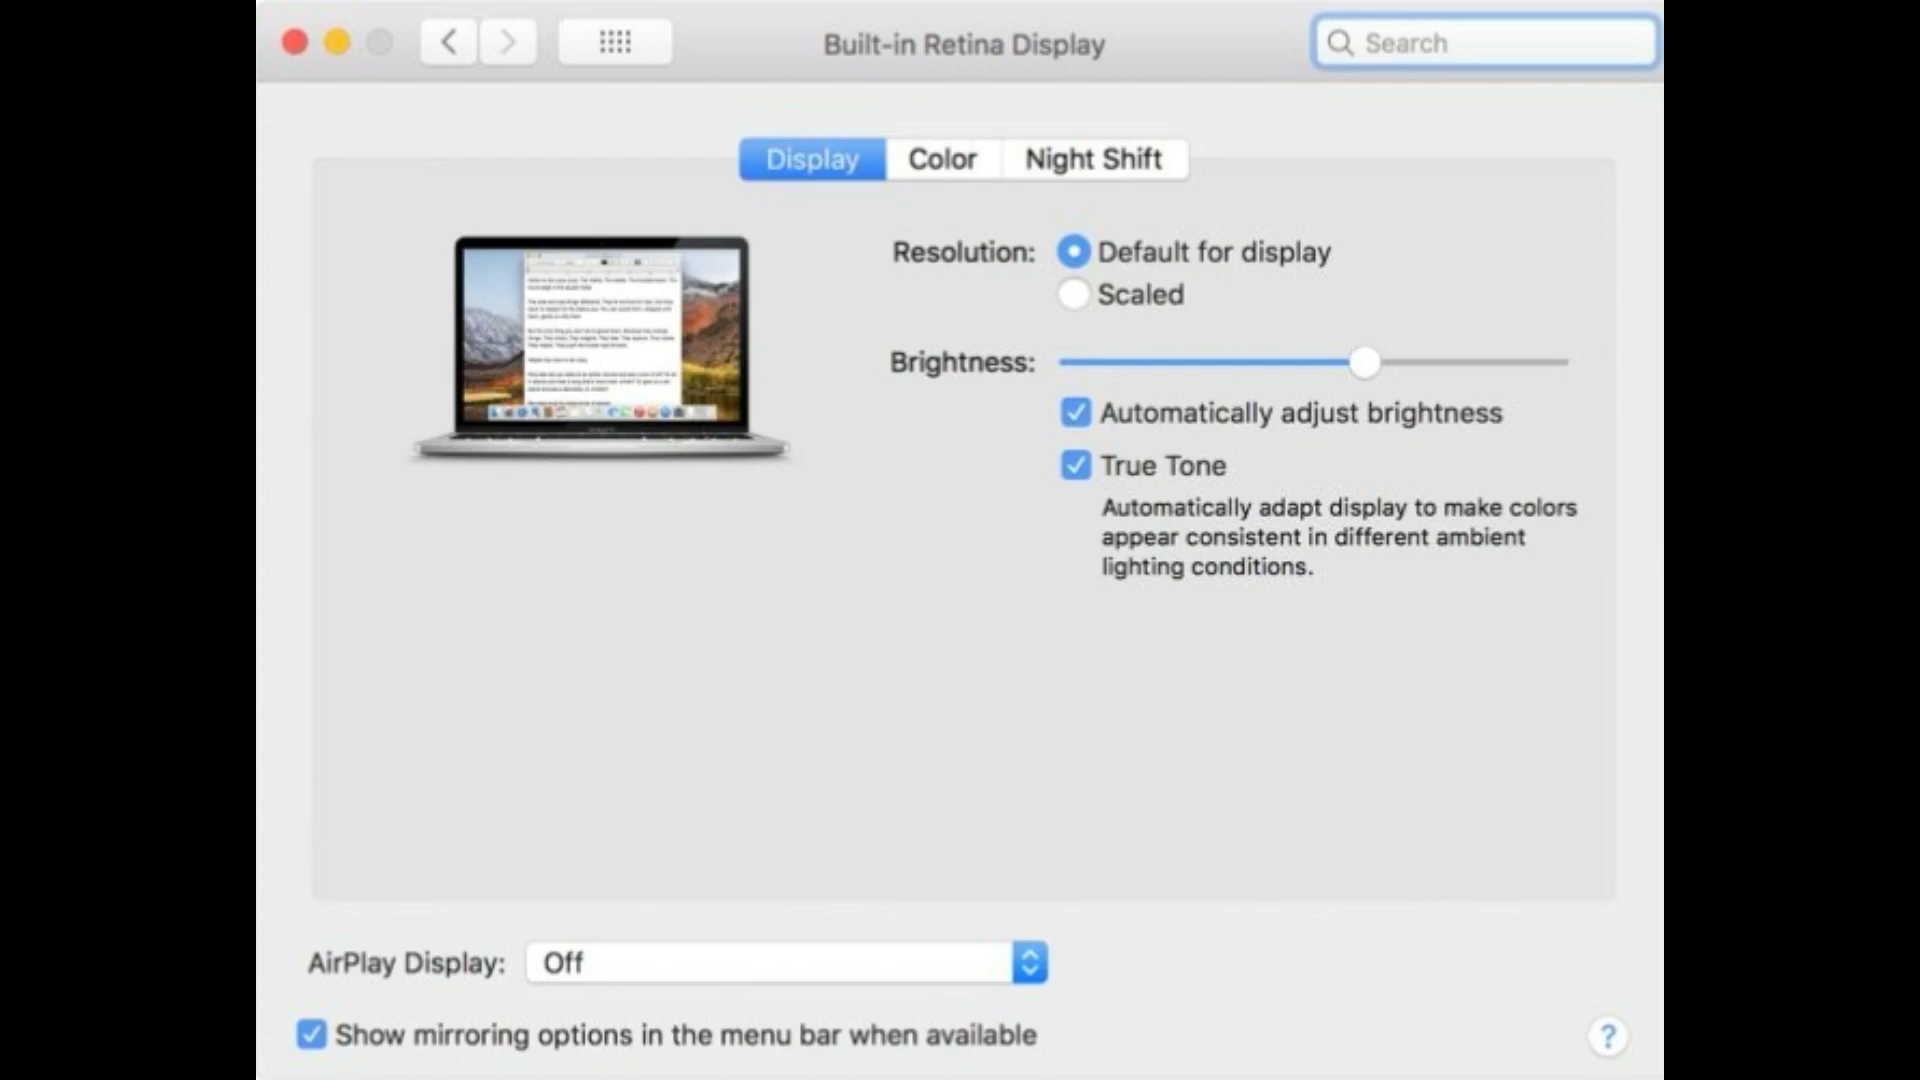 Built-in Retina Display
Search
Display Color Night Shift
Resolution: Default for display
Scaled
Brightness:
Automatically adjust brightness
True Tone
Automatically adapt display to make colors
appear consistent in different ambient
lighting conditions.
AirPlay Display: Off
Show mirroring options in the menu bar when available
?